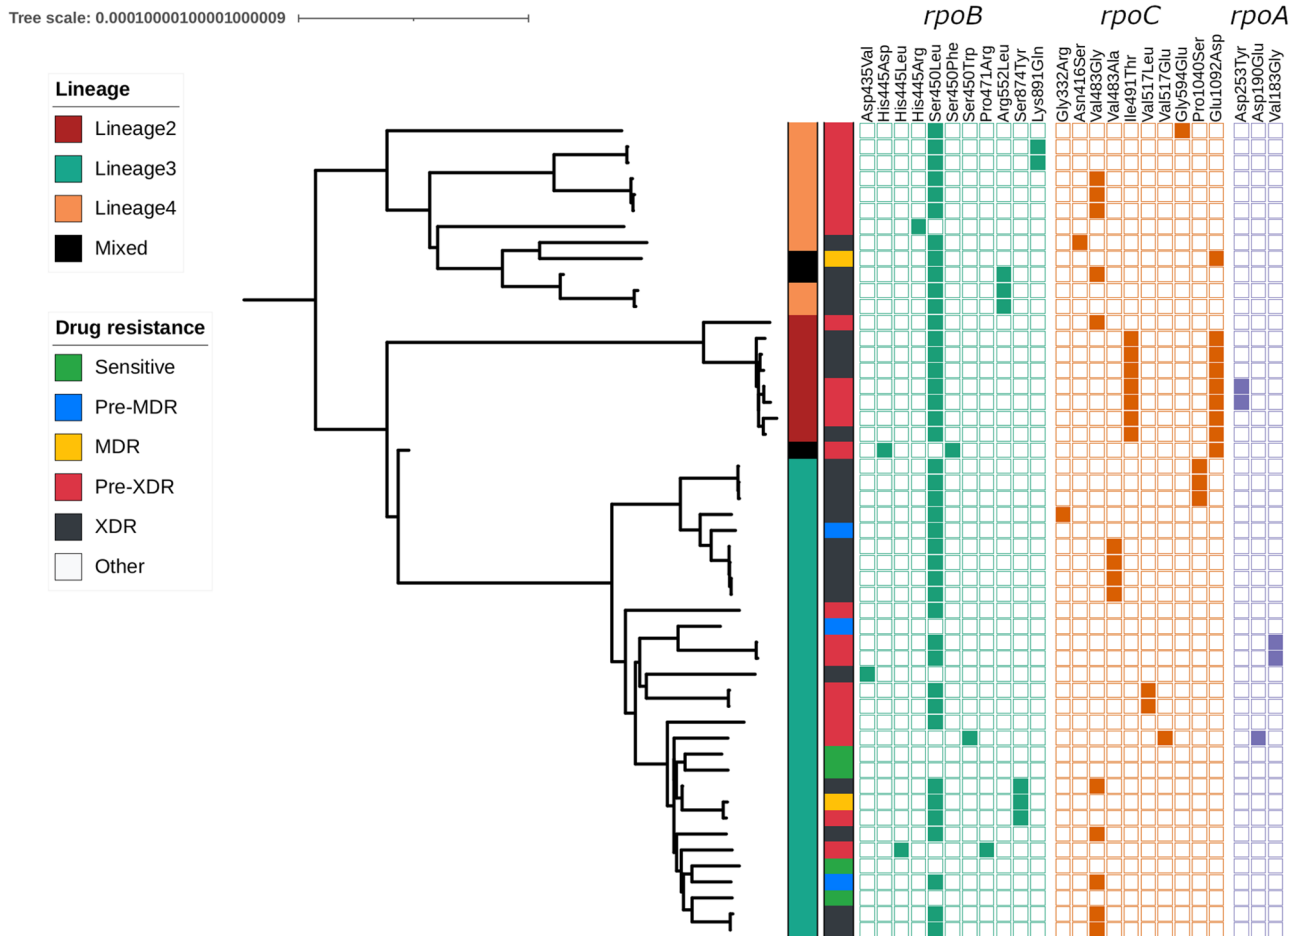 Tree scale: 0.00010000100001000009
rpoB
rpoC
rpoA
Asp435Val
His445Asp
His445Leu
His445Arg
Ser450Leu
Ser450Phe
Ser450Trp
Pro471Arg
Arg552Leu
Ser874Tyr
Lys891Gln
Gly332Arg
Asn416Ser
Val483Gly
Val483Ala
Ile491Thr
Val517Leu
Val517Glu
Gly594Glu
Pro1040Ser
Glu1092Asp
Asp253Tyr
Asp190Glu
Val183Gly
Lineage
Lineage2
Lineage3
Lineage4
Mixed
Drug resistance
Sensitive
Pre-MDR
MDR
Pre-XDR
XDR
Other